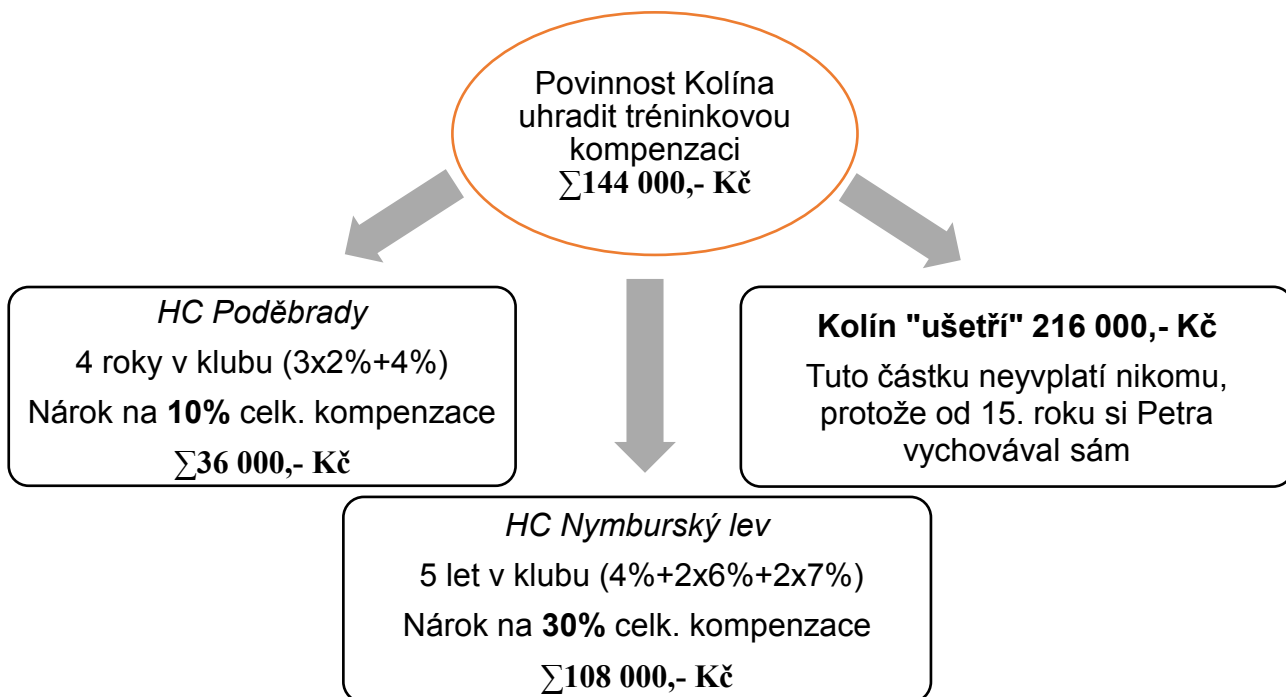 Povinnost Kolína
uhradit tréninkovou
kompenzaci
∑144 000,- Kč
HC Poděbrady
4 roky v klubu (3x2%+4%)
Nárok na 10% celk. kompenzace
∑36 000,- Kč
Kolín "ušetří" 216 000,- Kč
Tuto částku neyvplatí nikomu,
protože od 15. roku si Petra
vychovával sám
HC Nymburský lev
5 let v klubu (4%+2x6%+2x7%)
Nárok na 30% celk. kompenzace
∑108 000,- Kč